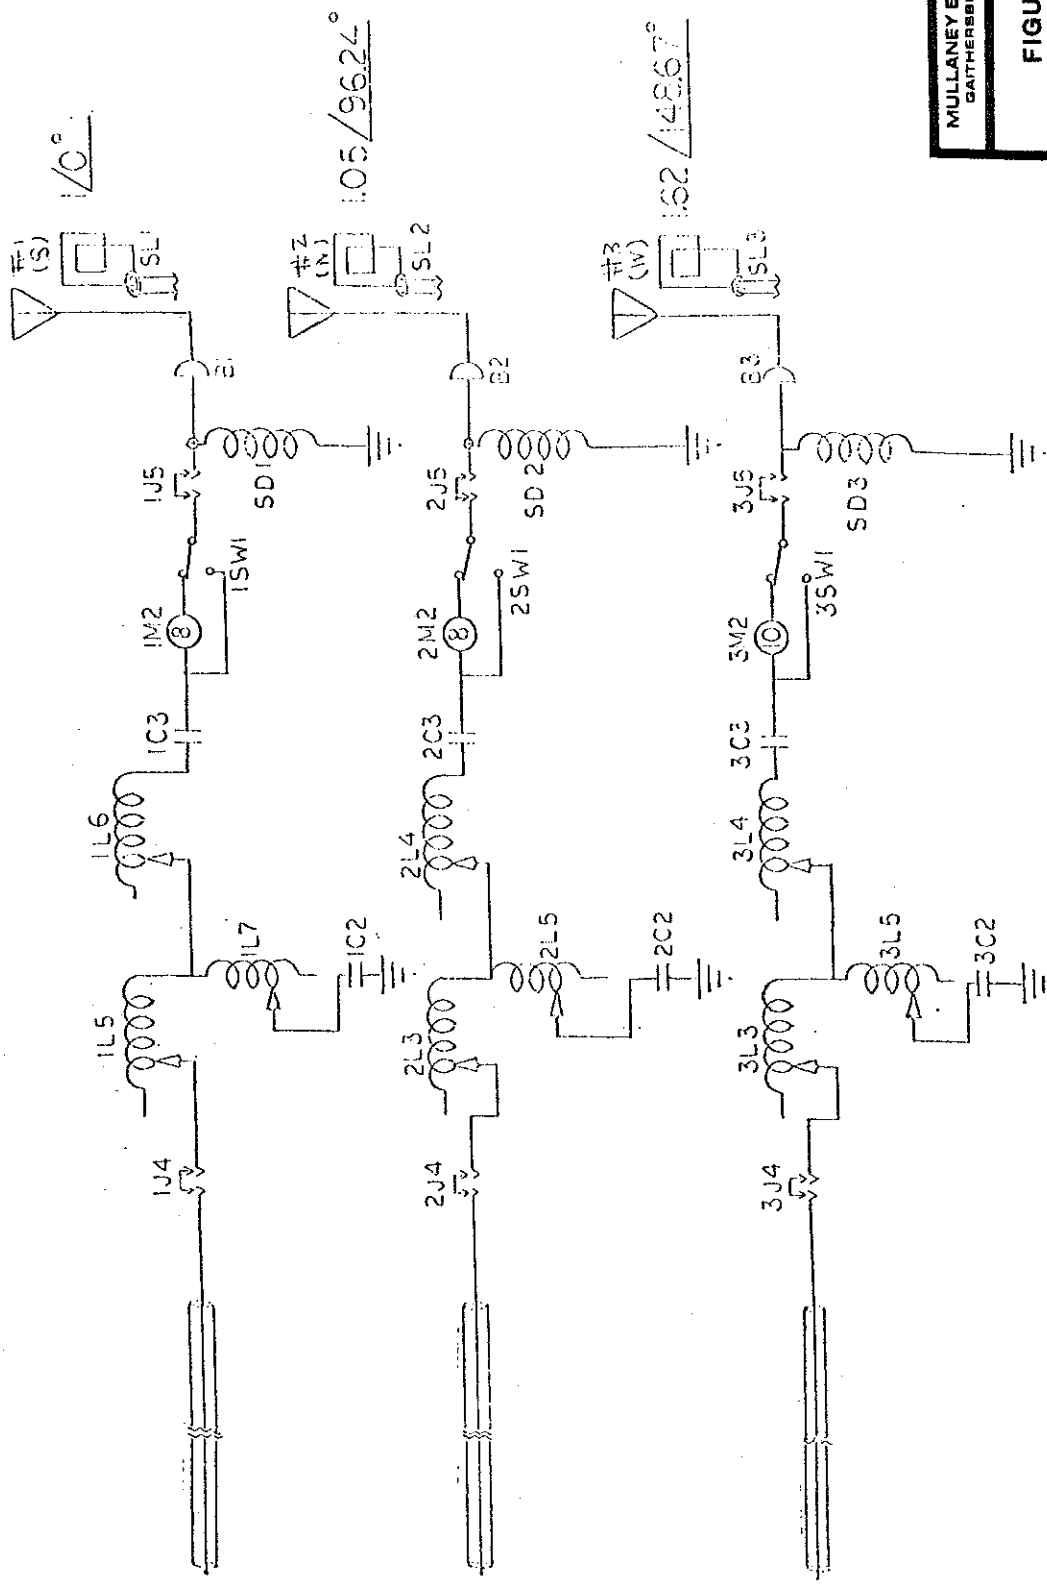 #1
(S)
1/0°
SL1
B1
1J5
SD1
1SW1
1M2
8
1C3
1L6
1L7
1C2
1L5
1J4
#2
(N)
1.05/96.24°
SL2
B2
2J5
SD2
2SW1
2M2
8
2C3
2L4
2L5
2C2
2L3
2J4
#3
(W)
1.62/148.67°
SL3
B3
3J5
SD3
3SW1
3M2
10
3C3
3L4
3L5
3C2
3L3
3J4
MULLANEY E
GAITHERSB
FIGU